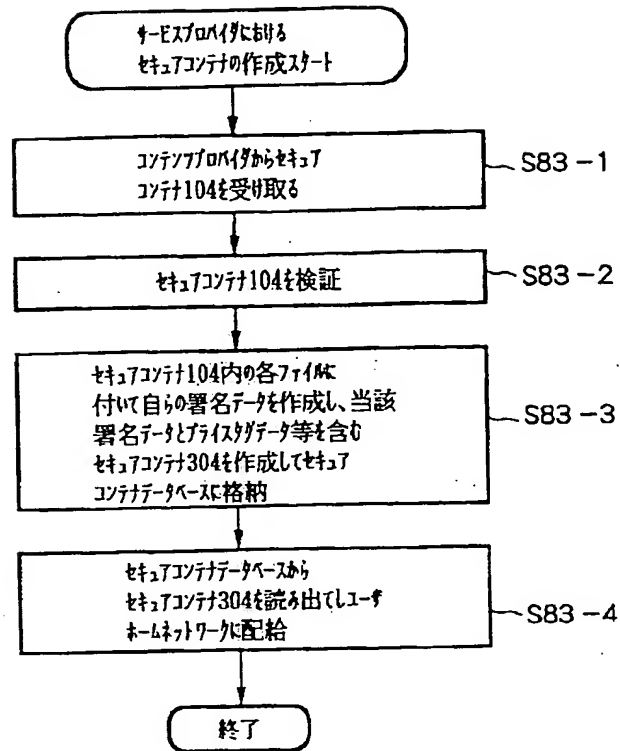 サービスプロバイダにおける
セキュアコンテナの作成スタート
コンテンツプロバイダからセキュア
コンテナ104を受け取る
S83-1
セキュアコンテナ104を検証
S83-2
セキュアコンテナ104内の各ファイルに
付いて自らの署名データを作成し、当該
署名データとプライスタグデータ等を含む
セキュアコンテナ304を作成してセキュア
コンテナデータベースに格納
S83-3
セキュアコンテナデータベースから
セキュアコンテナ304を読み出てしユーザ
ホームネットワークに配給
S83-4
終了